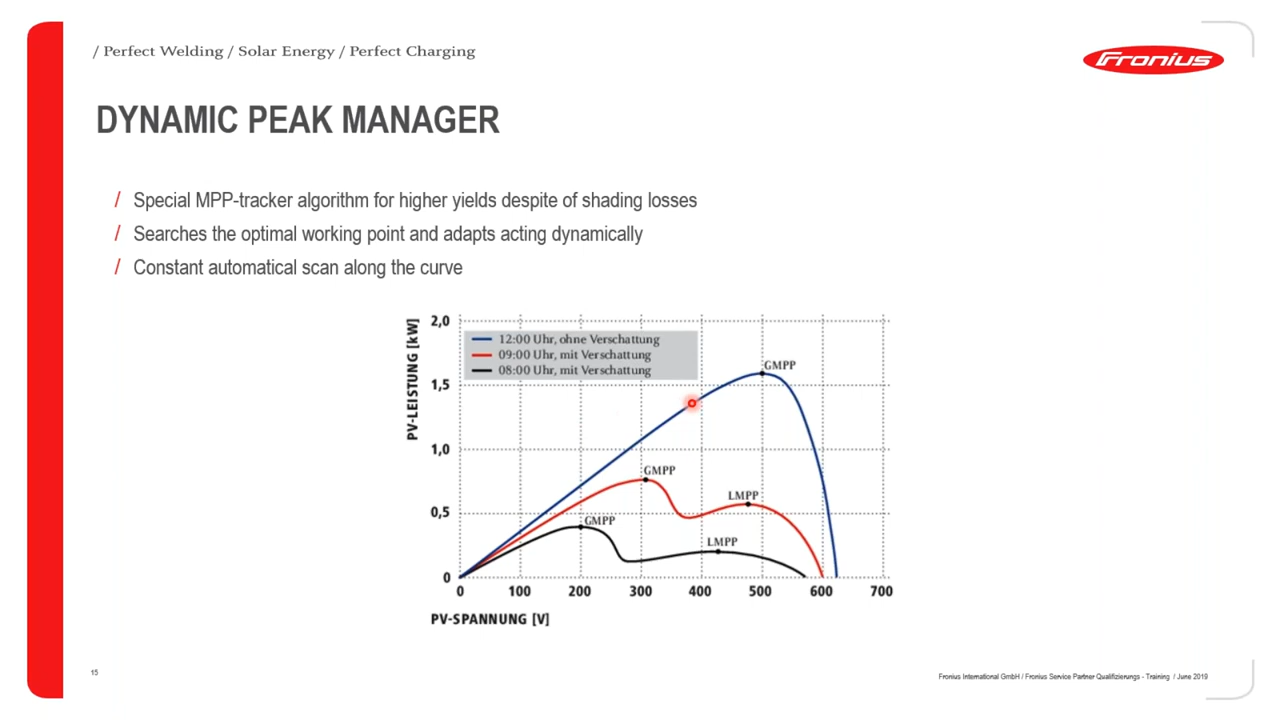 / Perfect Welding / Solar Energy / Perfect Charging
Fronius
DYNAMIC PEAK MANAGER
/ Special MPP-tracker algorithm for higher yields despite of shading losses
/ Searches the optimal working point and adapts acting dynamically
/ Constant automatical scan along the curve
PV-LEISTUNG [kW]
2,0
1,5
1,0
0,5
0
12:00 Uhr, ohne Verschattung
09:00 Uhr, mit Verschattung
08:00 Uhr, mit Verschattung
GMPP
GMPP
LMPP
GMPP
LMPP
0 100 200 300 400 500 600 700
PV-SPANNUNG [V]
15
Fronius International GmbH / Fronius Service Partner Qualifizierungs - Training / June 2019